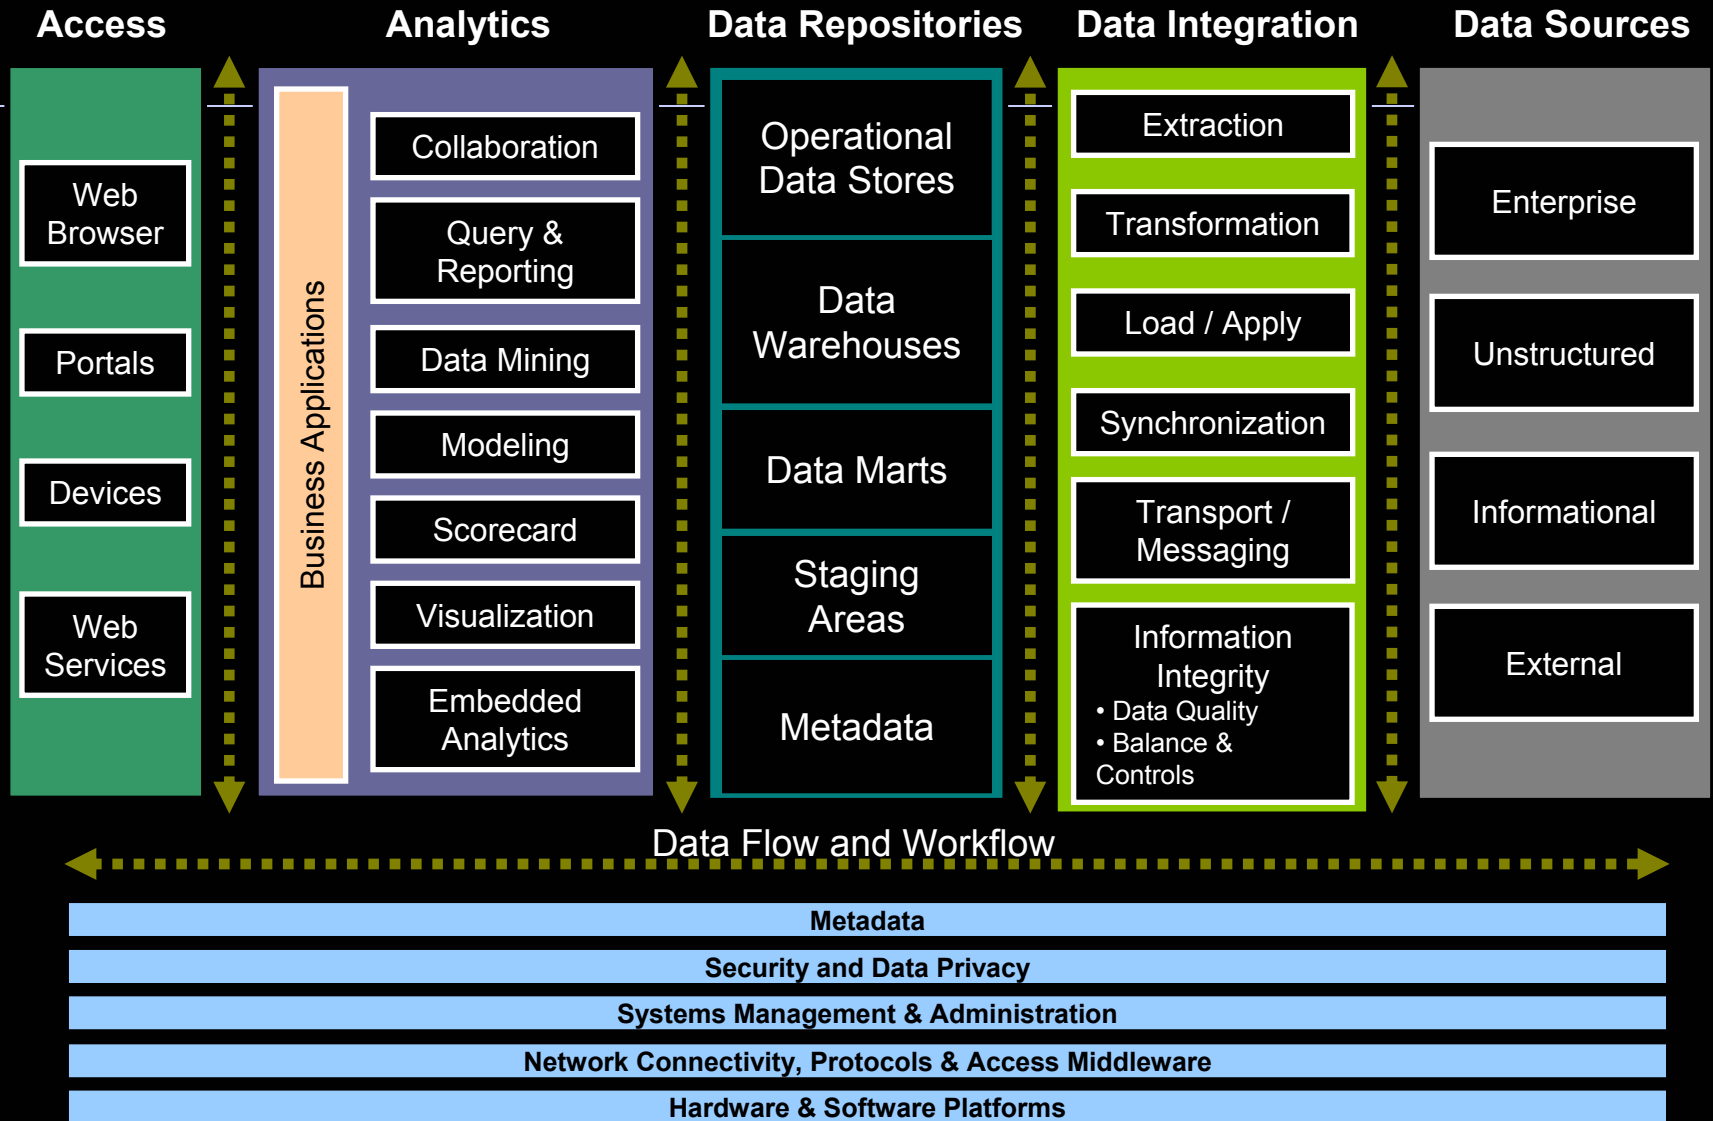 Access
Analytics
Data Repositories
Data Integration
Data Sources
Web
Browser
Portals
Devices
Web
Services
Business Applications
Collaboration
Query &
Reporting
Data Mining
Modeling
Scorecard
Visualization
Embedded
Analytics
Operational
Data Stores
Data
Warehouses
Data Marts
Staging
Areas
Metadata
Extraction
Transformation
Load / Apply
Synchronization
Transport /
Messaging
Information
Integrity
• Data Quality
• Balance &
Controls
Enterprise
Unstructured
Informational
External
Data Flow and Workflow
Metadata
Security and Data Privacy
Systems Management & Administration
Network Connectivity, Protocols & Access Middleware
Hardware & Software Platforms